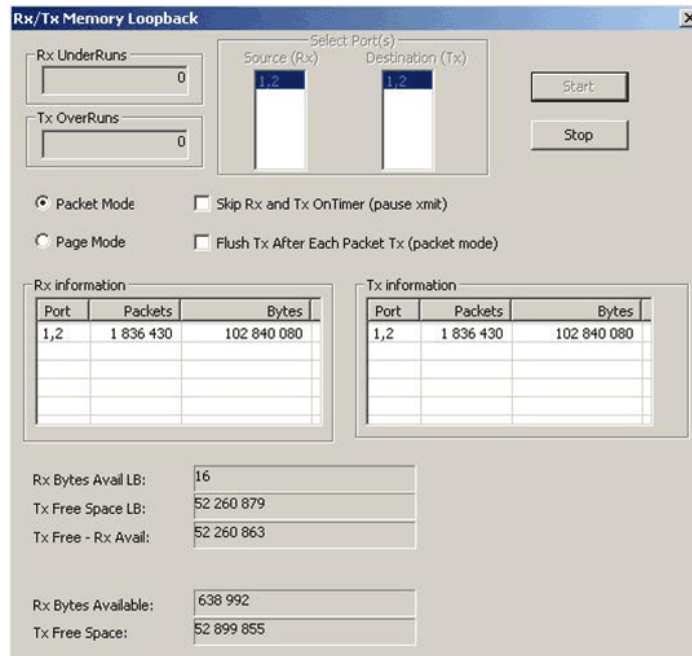 Rx/Tx Memory Loopback
Rx UnderRuns
0
Tx OverRuns
0
Select Port(s)
Source (Rx) Destination (Tx)
1,2 1,2
Start
Stop
Packet Mode Skip Rx and Tx OnTimer (pause xmit)
Page Mode Flush Tx After Each Packet Tx (packet mode)
Rx information
Port Packets Bytes
1,2 1 836 430 102 840 080
Tx information
Port Packets Bytes
1,2 1 836 430 102 840 080
Rx Bytes Avail LB: 16
Tx Free Space LB: 52 260 879
Tx Free - Rx Avail: 52 260 863
Rx Bytes Available: 638 992
Tx Free Space: 52 899 855